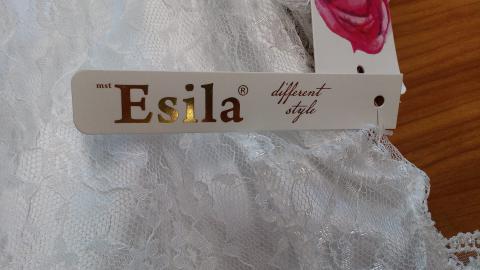 mst Esila® different
style